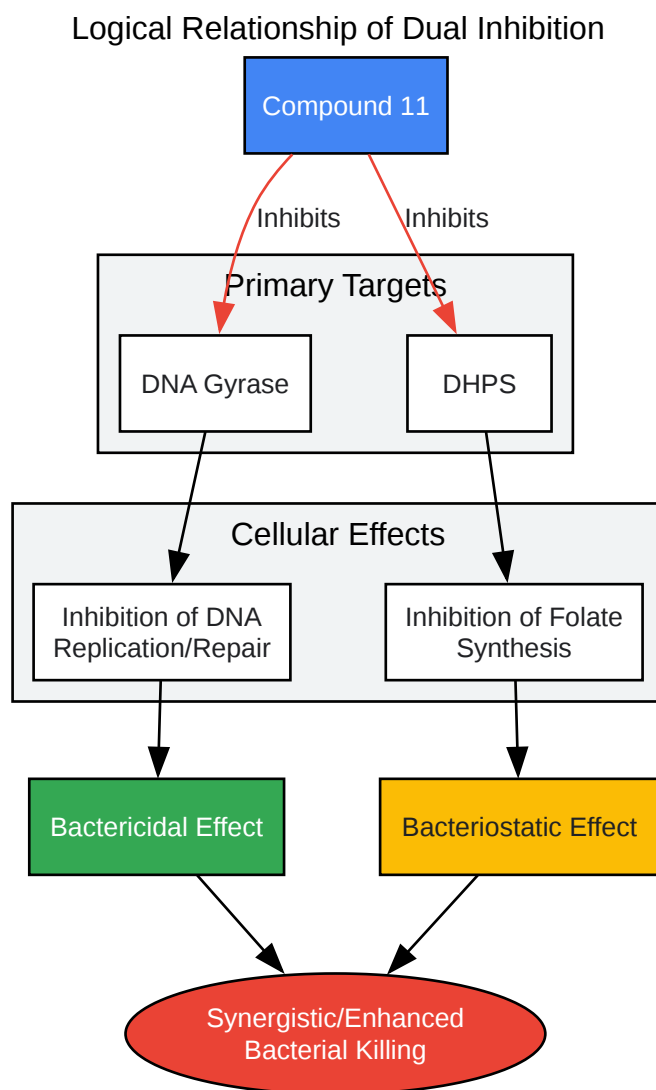 Logical Relationship of Dual Inhibition
Compound 11
Inhibits
Inhibits
Primary Targets
DNA Gyrase
DHPS
Cellular Effects
Inhibition of DNA
Replication/Repair
Inhibition of Folate
Synthesis
Bactericidal Effect
Bacteriostatic Effect
Synergistic/Enhanced
Bacterial Killing